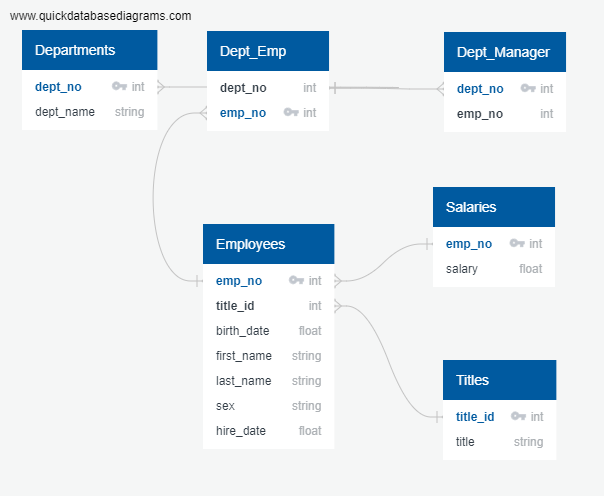 www.quickdatabasediagrams.com
Departments
dept_no int
dept_name string
Dept_Emp
dept_no int
emp_no int
Dept_Manager
dept_no int
emp_no int
Employees
emp_no int
title_id int
birth_date float
first_name string
last_name string
sex string
hire_date float
Salaries
emp_no int
salary float
Titles
title_id int
title string